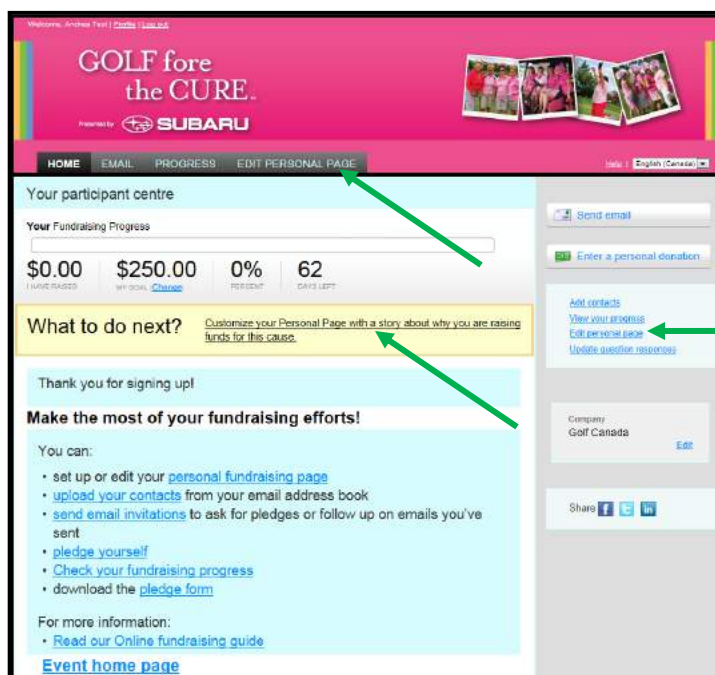 Welcome, Andrea Test | Profile | Log out
GOLF fore
the CURE
Presented by SUBARU
HOME EMAIL PROGRESS EDIT PERSONAL PAGE
Help | English (Canada)
Your participant centre
Your Fundraising Progress
$0.00 $250.00 0% 62
I HAVE RAISED MY GOAL (Change) PERCENT DAYS LEFT
What to do next? Customize your Personal Page with a story about why you are raising
funds for this cause.
Thank you for signing up!
Make the most of your fundraising efforts!
You can:
• set up or edit your personal fundraising page
• upload your contacts from your email address book
• send email invitations to ask for pledges or follow up on emails you've
sent
• pledge yourself
• Check your fundraising progress
• download the pledge form
For more information:
• Read our Online fundraising guide
Event home page
Send email
Enter a personal donation
Add contacts
View your progress
Edit personal page
Update question responses
Company
Golf Canada
Edit
Share